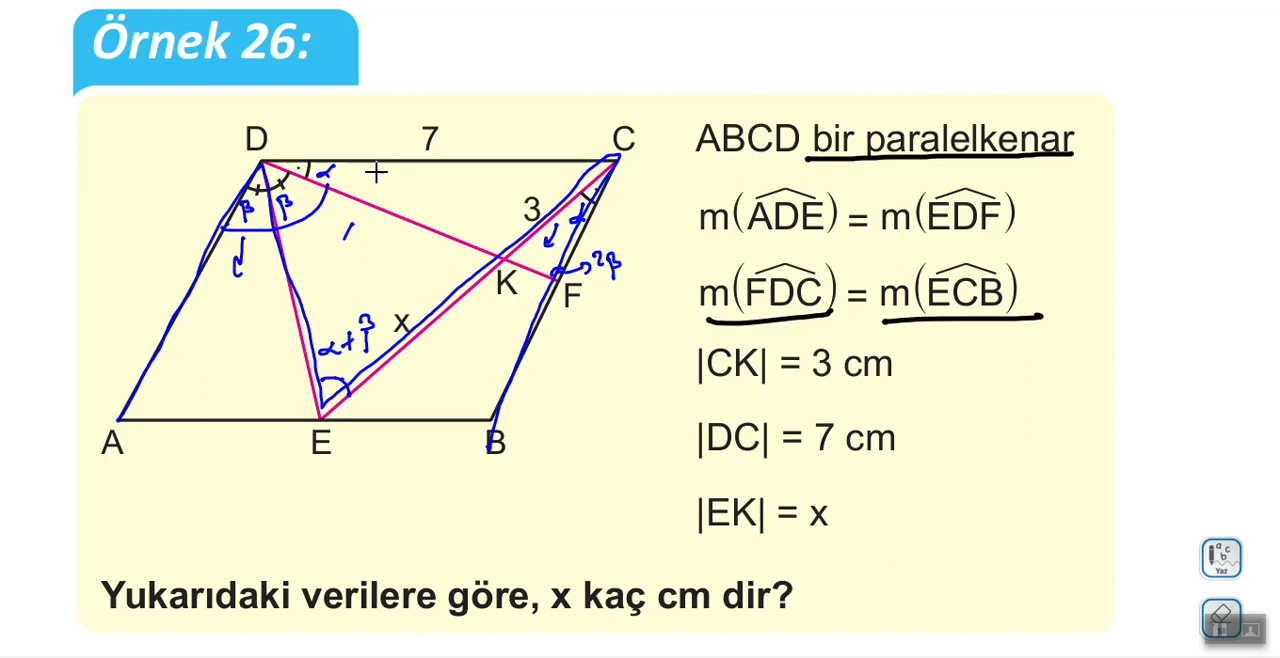 Örnek 26:
D 7 C
ABCD bir paralelkenar
α
β β
3 α
m(ADE) = m(EDF)
2β
K F
m(FDC) = m(ECB)
α+β x
|CK| = 3 cm
A E B
|DC| = 7 cm
|EK| = x
Yukarıdaki verilere göre, x kaç cm dir?
a c
b
Yaz